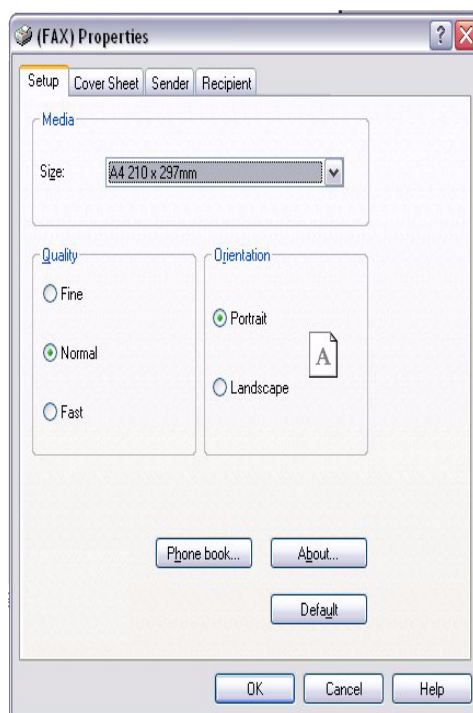 (FAX) Properties
Setup Cover Sheet Sender Recipient
Media
Size: A4 210 x 297mm
Quality
Fine
Normal
Fast
Orientation
Portrait
Landscape
A
Phone book... About...
Default
OK Cancel Help